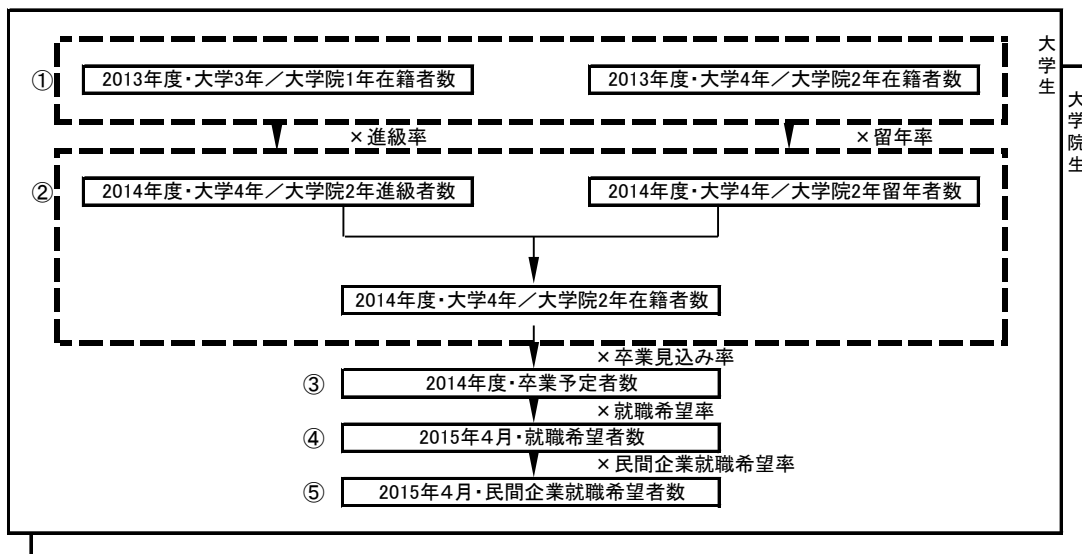 大学生
大学院生
①
2013年度・大学3年／大学院1年在籍者数
2013年度・大学4年／大学院2年在籍者数
×進級率
×留年率
②
2014年度・大学4年／大学院2年進級者数
2014年度・大学4年／大学院2年留年者数
2014年度・大学4年／大学院2年在籍者数
×卒業見込み率
③
2014年度・卒業予定者数
×就職希望率
④
2015年４月・就職希望者数
×民間企業就職希望率
⑤
2015年４月・民間企業就職希望者数